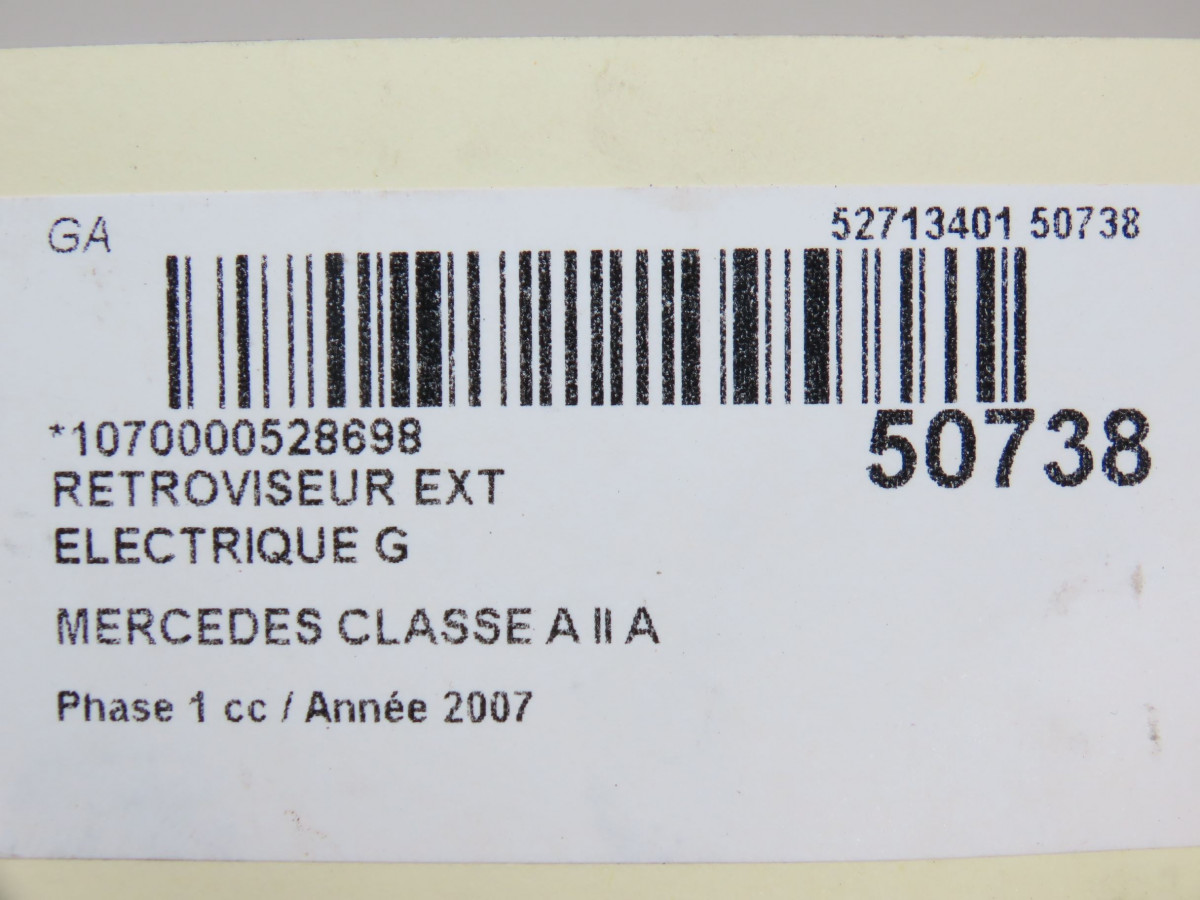 GA
52713401 50738
*1070000528698
50738
RETROVISEUR EXT
ELECTRIQUE G
MERCEDES CLASSE A II A
Phase 1 cc / Année 2007